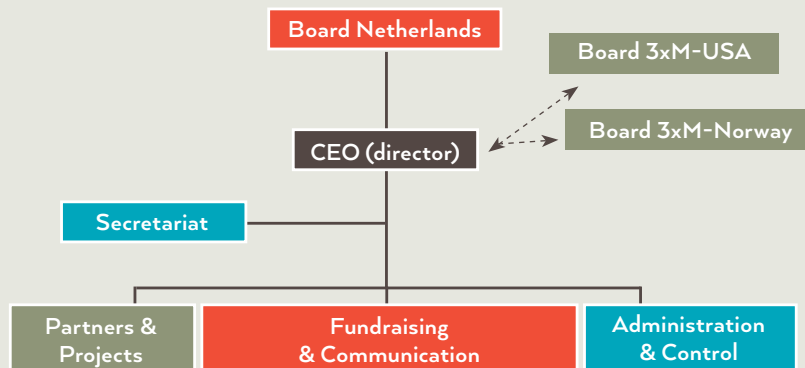 Board Netherlands
Board 3xM-USA
Board 3xM-Norway
CEO (director)
Secretariat
Partners &
Projects
Fundraising
& Communication
Administration
& Control